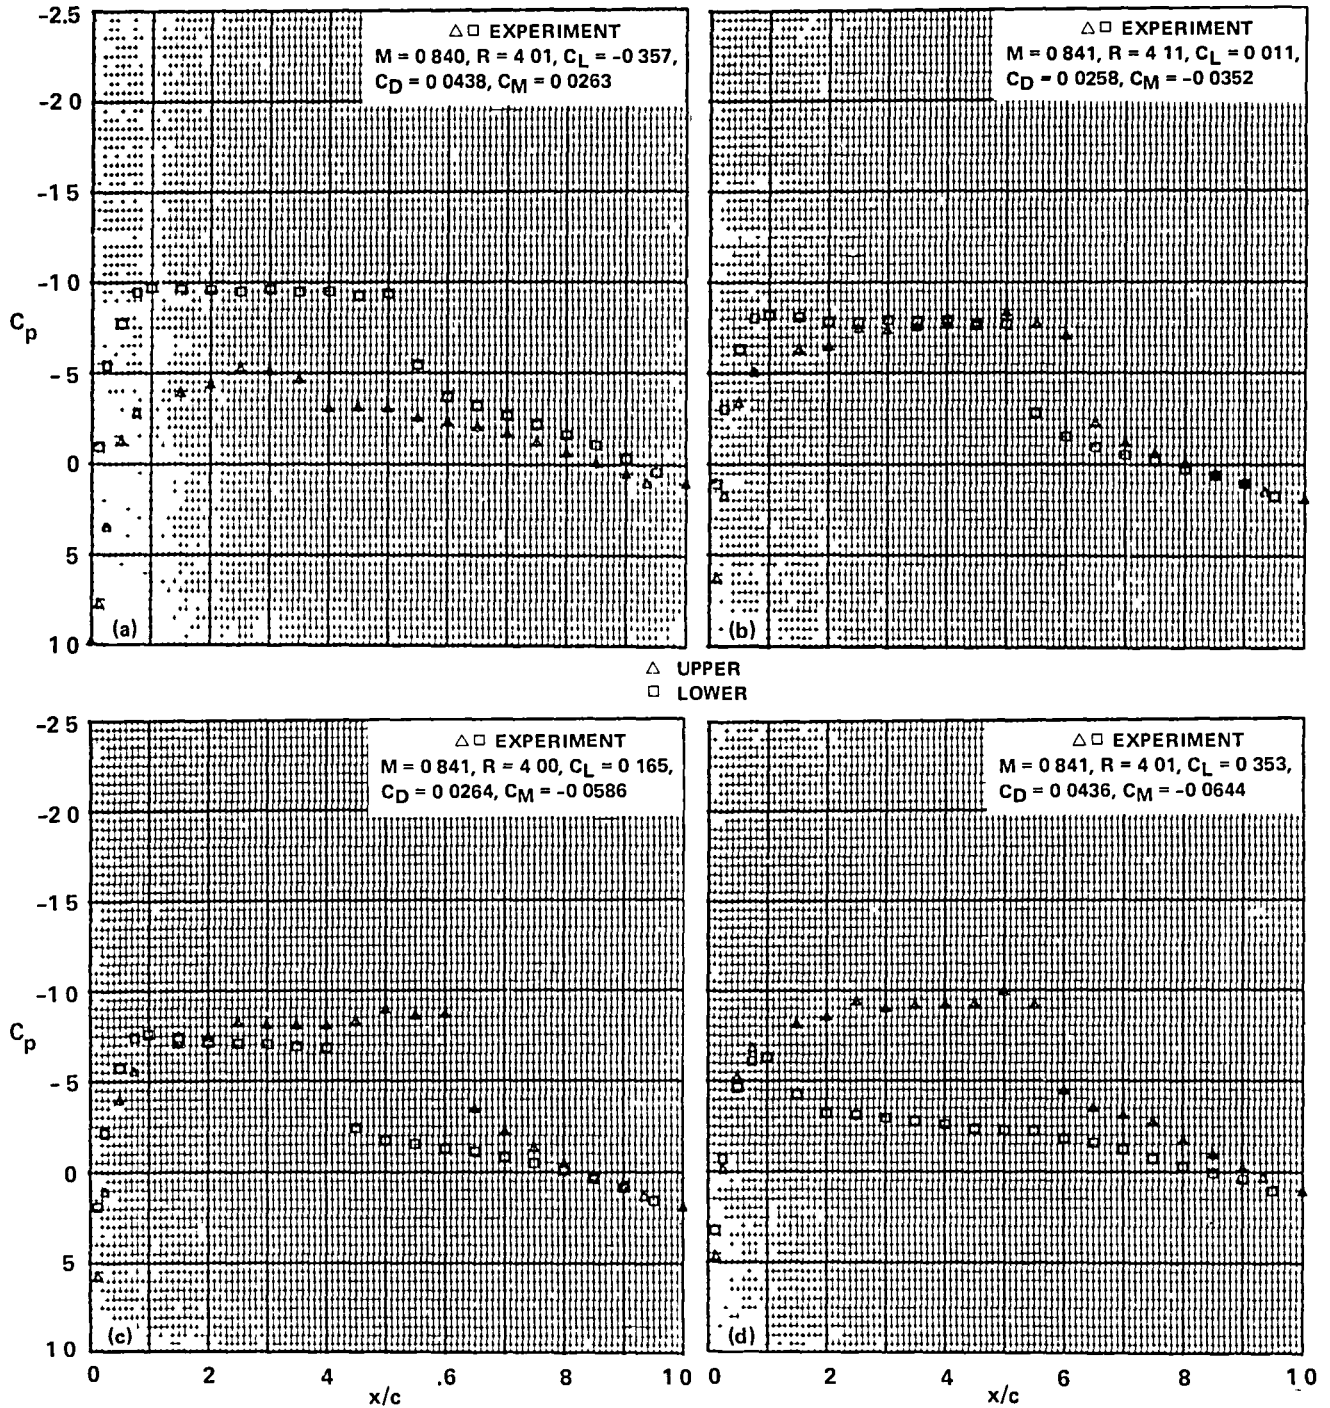 △ □ EXPERIMENT
M = 0 840, R = 4 01, CL = -0 357,
CD = 0 0438, CM = 0 0263
-2.5
-2 0
-1 5
-1 0
- 5
0
5
1 0
Cp
(a)
△ □ EXPERIMENT
M = 0 841, R = 4 11, CL = 0 011,
CD = 0 0258, CM = -0 0352
(b)
△ UPPER
□ LOWER
△ □ EXPERIMENT
M = 0 841, R = 4 00, CL = 0 165,
CD = 0 0264, CM = -0 0586
-2 5
-2 0
-1 5
-1 0
- 5
0
5
1 0
Cp
(c)
0 2 4 .6 8 1 0
x/c
△ □ EXPERIMENT
M = 0 841, R = 4 01, CL = 0 353,
CD = 0 0436, CM = -0 0644
(d)
0 2 4 6 8 1 0
x/c